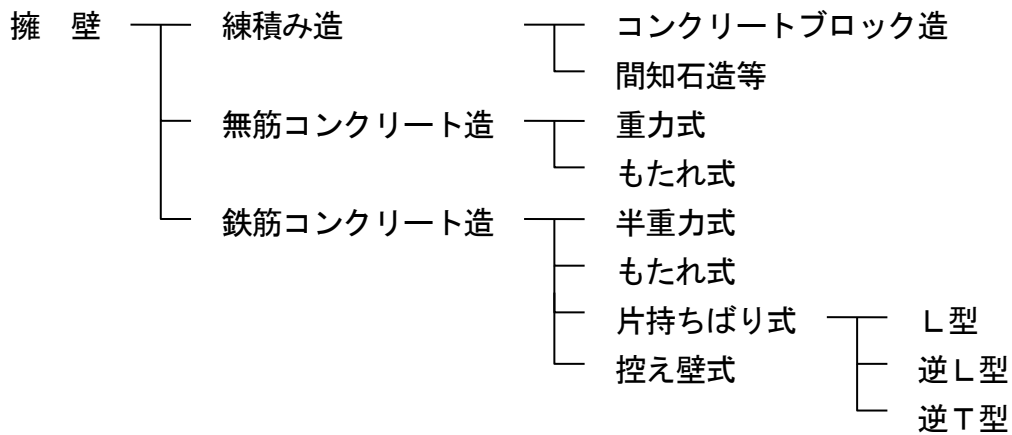 擁　壁　練積み造　コンクリートブロック造
間知石造等
無筋コンクリート造　重力式
もたれ式
鉄筋コンクリート造　半重力式
もたれ式
片持ちばり式　Ｌ型
控え壁式　逆Ｌ型
逆Ｔ型